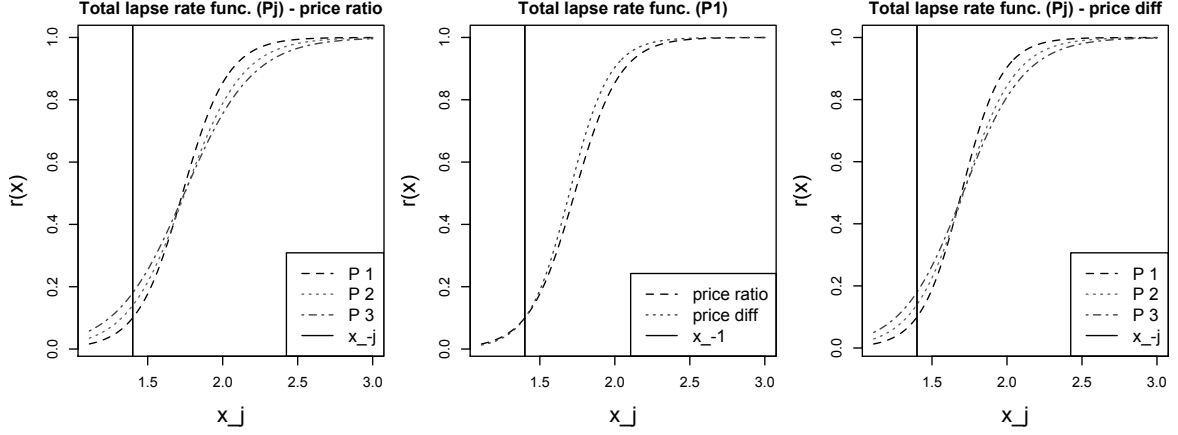 Total lapse rate func. (Pj) - price ratio
r(x)
1.0
0.8
0.6
0.4
0.2
0.0
P 1
P 2
P 3
x_-j
1.5
2.0
2.5
3.0
x_j
Total lapse rate func. (P1)
r(x)
1.0
0.8
0.6
0.4
0.2
0.0
price ratio
price diff
x_-1
1.5
2.0
2.5
3.0
x_j
Total lapse rate func. (Pj) - price diff
r(x)
1.0
0.8
0.6
0.4
0.2
0.0
P 1
P 2
P 3
x_-j
1.5
2.0
2.5
3.0
x_j